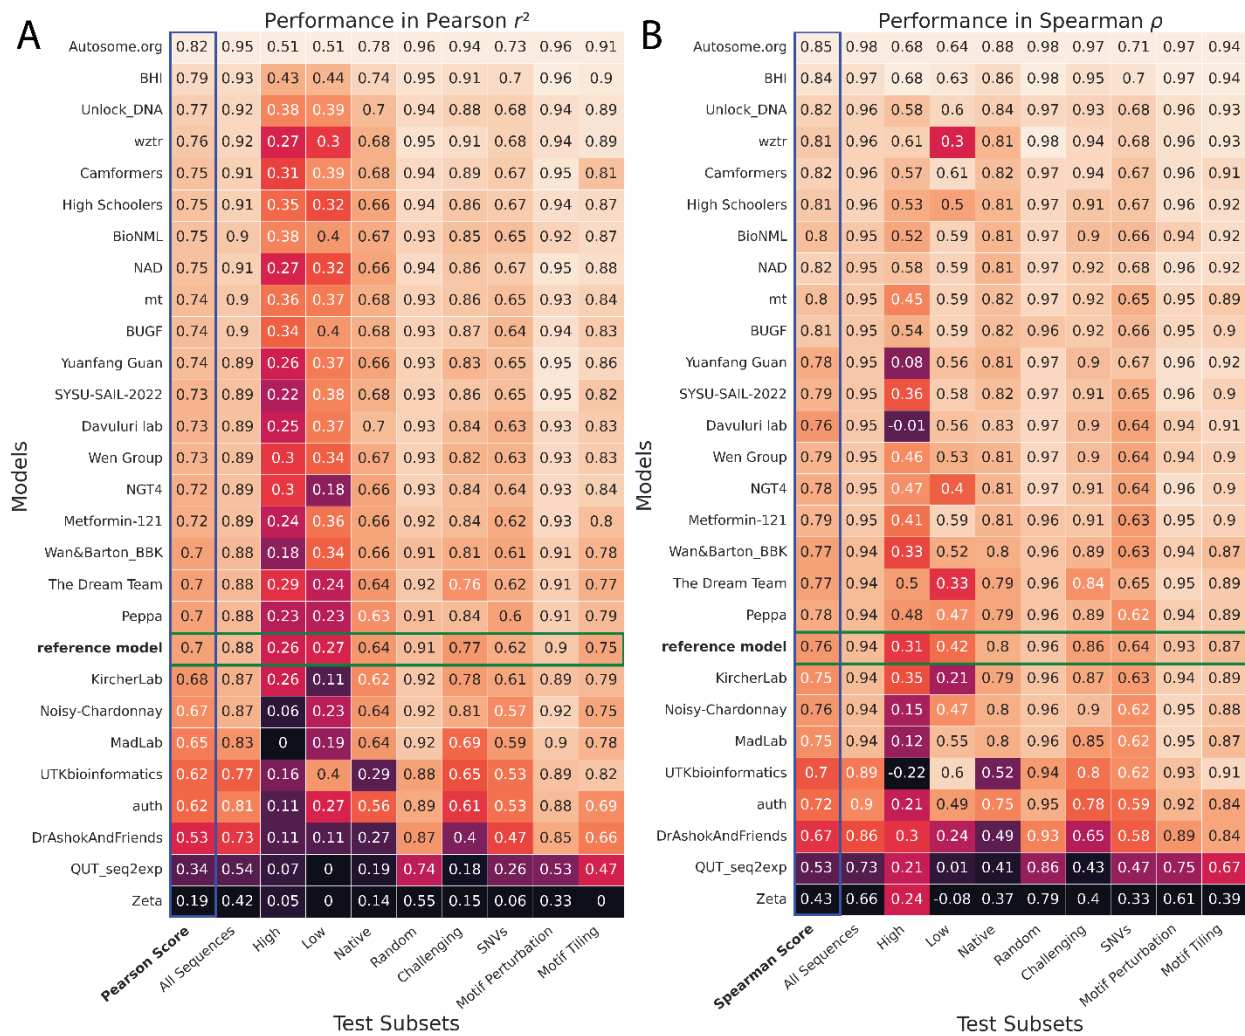 A
Performance in Pearson r²
Autosome.org 0.82 0.95 0.51 0.51 0.78 0.96 0.94 0.73 0.96 0.91
BHI 0.79 0.93 0.43 0.44 0.74 0.95 0.91 0.7 0.96 0.9
Unlock_DNA 0.77 0.92 0.38 0.39 0.7 0.94 0.88 0.68 0.94 0.89
wztr 0.76 0.92 0.27 0.3 0.68 0.95 0.91 0.68 0.94 0.89
Camformers 0.75 0.91 0.31 0.39 0.68 0.94 0.89 0.67 0.95 0.81
High Schoolers 0.75 0.91 0.35 0.32 0.66 0.94 0.86 0.67 0.94 0.87
BioNML 0.75 0.9 0.38 0.4 0.67 0.93 0.85 0.65 0.92 0.87
NAD 0.75 0.91 0.27 0.32 0.66 0.94 0.86 0.67 0.95 0.88
mt 0.74 0.9 0.36 0.37 0.68 0.93 0.86 0.65 0.93 0.84
BUGF 0.74 0.9 0.34 0.4 0.68 0.93 0.87 0.64 0.94 0.83
Yuanfang Guan 0.74 0.89 0.26 0.37 0.66 0.93 0.83 0.65 0.95 0.86
SYSU-SAIL-2022 0.73 0.89 0.22 0.38 0.68 0.93 0.86 0.65 0.95 0.82
Davuluri lab 0.73 0.89 0.25 0.37 0.7 0.93 0.84 0.63 0.93 0.83
Wen Group 0.73 0.89 0.3 0.34 0.67 0.93 0.82 0.63 0.93 0.83
NGT4 0.72 0.89 0.3 0.18 0.66 0.93 0.84 0.64 0.93 0.84
Metformin-121 0.72 0.89 0.24 0.36 0.66 0.92 0.84 0.62 0.93 0.8
Wan&Barton_BBK 0.7 0.88 0.18 0.34 0.66 0.91 0.81 0.61 0.91 0.78
The Dream Team 0.7 0.88 0.29 0.24 0.64 0.92 0.76 0.62 0.91 0.77
Peppa 0.7 0.88 0.23 0.23 0.63 0.91 0.84 0.6 0.91 0.79
reference model 0.7 0.88 0.26 0.27 0.64 0.91 0.77 0.62 0.9 0.75
KircherLab 0.68 0.87 0.26 0.11 0.62 0.92 0.78 0.61 0.89 0.79
Noisy-Chardonnay 0.67 0.87 0.06 0.23 0.64 0.92 0.81 0.57 0.92 0.75
MadLab 0.65 0.83 0 0.19 0.64 0.92 0.69 0.59 0.9 0.78
UTKbioinformatics 0.62 0.77 0.16 0.4 0.29 0.88 0.65 0.53 0.89 0.82
auth 0.62 0.81 0.11 0.27 0.56 0.89 0.61 0.53 0.88 0.69
DrAshokAndFriends 0.53 0.73 0.11 0.11 0.27 0.87 0.4 0.47 0.85 0.66
QUT_seq2exp 0.34 0.54 0.07 0 0.19 0.74 0.18 0.26 0.53 0.47
Zeta 0.19 0.42 0.05 0 0.14 0.55 0.15 0.06 0.33 0
Models
Pearson Score
All Sequences
High
Low
Native
Random
Challenging
SNVs
Motif Perturbation
Motif Tiling
Test Subsets
B
Performance in Spearman ρ
Autosome.org 0.85 0.98 0.68 0.64 0.88 0.98 0.97 0.71 0.97 0.94
BHI 0.84 0.97 0.68 0.63 0.86 0.98 0.95 0.7 0.97 0.94
Unlock_DNA 0.82 0.96 0.58 0.6 0.84 0.97 0.93 0.68 0.96 0.93
wztr 0.81 0.96 0.61 0.3 0.81 0.98 0.94 0.68 0.96 0.93
Camformers 0.82 0.96 0.57 0.61 0.82 0.97 0.94 0.67 0.96 0.91
High Schoolers 0.81 0.96 0.53 0.5 0.81 0.97 0.91 0.67 0.96 0.92
BioNML 0.8 0.95 0.52 0.59 0.81 0.97 0.9 0.66 0.94 0.92
NAD 0.82 0.95 0.58 0.59 0.81 0.97 0.92 0.68 0.96 0.92
mt 0.8 0.95 0.45 0.59 0.82 0.97 0.92 0.65 0.95 0.89
BUGF 0.81 0.95 0.54 0.59 0.82 0.96 0.92 0.66 0.95 0.9
Yuanfang Guan 0.78 0.95 0.08 0.56 0.81 0.97 0.9 0.67 0.96 0.92
SYSU-SAIL-2022 0.79 0.95 0.36 0.58 0.82 0.97 0.91 0.65 0.96 0.9
Davuluri lab 0.76 0.95 -0.01 0.56 0.83 0.97 0.9 0.64 0.94 0.91
Wen Group 0.79 0.95 0.46 0.53 0.81 0.97 0.9 0.64 0.94 0.9
NGT4 0.78 0.95 0.47 0.4 0.81 0.97 0.91 0.64 0.96 0.9
Metformin-121 0.79 0.95 0.41 0.59 0.81 0.96 0.91 0.63 0.95 0.9
Wan&Barton_BBK 0.77 0.94 0.33 0.52 0.8 0.96 0.89 0.63 0.94 0.87
The Dream Team 0.77 0.94 0.5 0.33 0.79 0.96 0.84 0.65 0.95 0.89
Peppa 0.78 0.94 0.48 0.47 0.79 0.96 0.89 0.62 0.94 0.89
reference model 0.76 0.94 0.31 0.42 0.8 0.96 0.86 0.64 0.93 0.87
KircherLab 0.75 0.94 0.35 0.21 0.79 0.96 0.87 0.63 0.94 0.89
Noisy-Chardonnay 0.76 0.94 0.15 0.47 0.8 0.96 0.9 0.62 0.95 0.88
MadLab 0.75 0.94 0.12 0.55 0.8 0.96 0.85 0.62 0.95 0.87
UTKbioinformatics 0.7 0.89 -0.22 0.6 0.52 0.94 0.8 0.62 0.93 0.91
auth 0.72 0.9 0.21 0.49 0.75 0.95 0.78 0.59 0.92 0.84
DrAshokAndFriends 0.67 0.86 0.3 0.24 0.49 0.93 0.65 0.58 0.89 0.84
QUT_seq2exp 0.53 0.73 0.21 0.01 0.41 0.86 0.43 0.47 0.75 0.67
Zeta 0.43 0.66 0.24 -0.08 0.37 0.79 0.4 0.33 0.61 0.39
Models
Spearman Score
All Sequences
High
Low
Native
Random
Challenging
SNVs
Motif Perturbation
Motif Tiling
Test Subsets